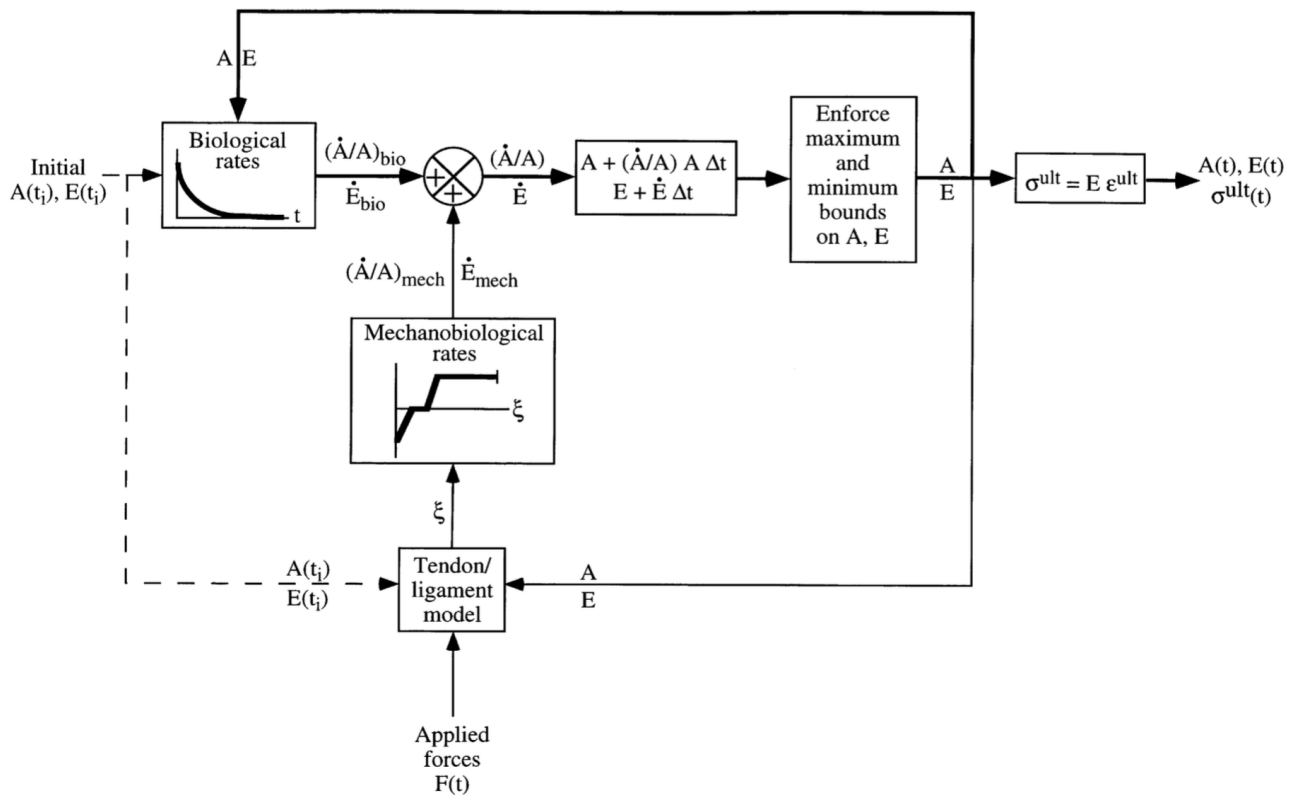 A E
Biological
rates
t
Initial
A(tᵢ), E(tᵢ)
(Ȧ/A)bio
Ėbio
+
+
(Ȧ/A)
Ė
A + (Ȧ/A) A Δt
E + Ė Δt
Enforce
maximum
and
minimum
bounds
on A, E
A
E
σᵘˡᵗ = E εᵘˡᵗ
A(t), E(t)
σᵘˡᵗ(t)
(Ȧ/A)mech Ėmech
Mechanobiological
rates
ξ
ξ
A(tᵢ)
E(tᵢ)
Tendon/
ligament
model
A
E
Applied
forces
F(t)